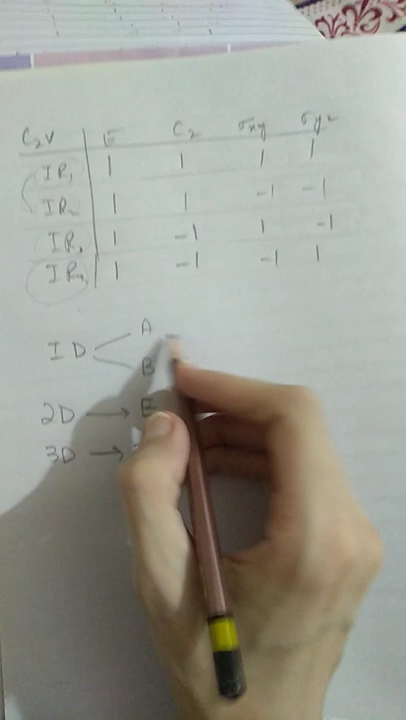 C2V E C2 σxy σyz
IR1 1 1 1 1
IR2 1 1 -1 -1
IR3 1 -1 1 -1
IR4 1 -1 -1 1
1D A
B
2D → E
3D →